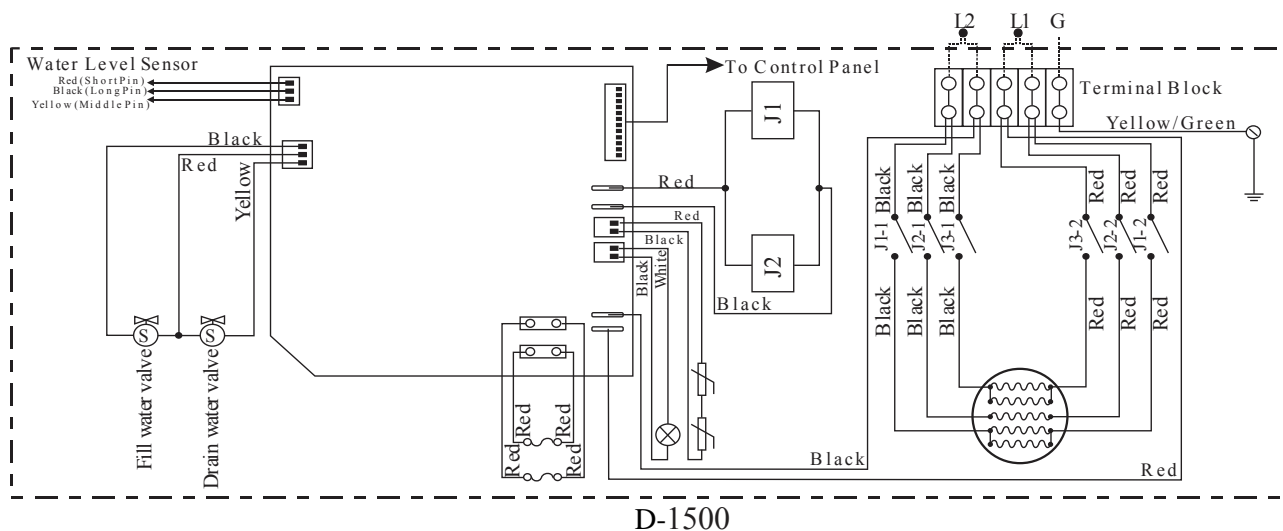 L2 L1 G
Water Level Sensor
Red(Short Pin)
Black(Long Pin)
Yellow(Middle Pin)
To Control Panel
Terminal Block
Yellow/Green
J1
Black
Red
Yellow
Red
Red
Black
Black
White
J2
Black
Black
Black
Black
J1-1
J2-1
J3-1
Red
Red
Red
J3-2
J2-2
J1-2
Black
Black
Black
Red
Red
Red
S
S
Fill water valve
Drain water valve
Red
Red
Red
Red
Black
Red
D-1500